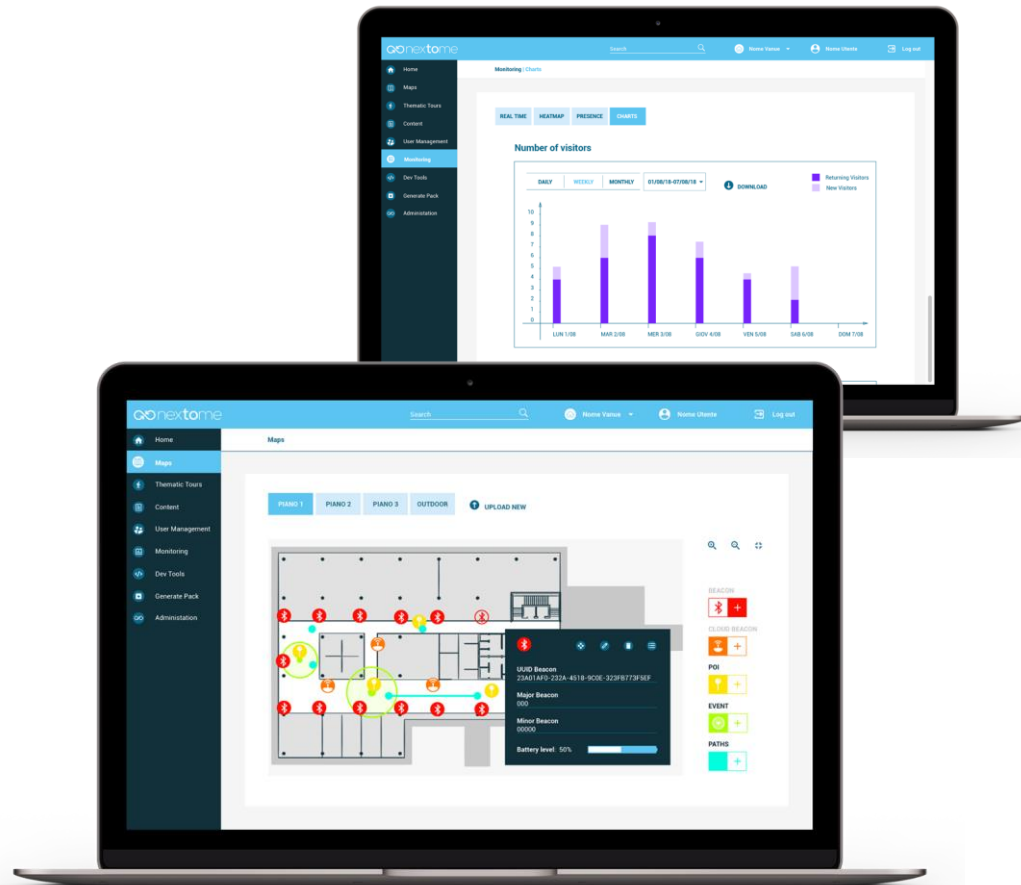 nextome
Search
Nome Vanue
Nome Utente
Log out
Home
Maps
Thematic Tours
Content
User Management
Monitoring
Dev Tools
Generate Pack
Administation
Monitoring / Charts
REAL TIME
HEATMAP
PRESENCE
CHARTS
Number of visitors
DAILY
WEEKLY
MONTHLY
01/08/18-07/08/18
DOWNLOAD
Returning Visitors
New Visitors
10
9
8
7
6
5
4
3
2
1
0
LUN 1/08
MAR 2/08
MER 3/08
GIOV 4/08
VEN 5/08
SAB 6/08
DOM 7/08
nextome
Search
Nome Vanue
Nome Utente
Log out
Home
Maps
Thematic Tours
Content
User Management
Monitoring
Dev Tools
Generate Pack
Administation
Maps
PIANO 1
PIANO 2
PIANO 3
OUTDOOR
UPLOAD NEW
BEACON
CLOUD BEACON
POI
EVENT
PATHS
UUID Beacon
23A01AF0-232A-4518-9C0E-323FB773F5EF
Major Beacon
000
Minor Beacon
00000
Battery level: 50%